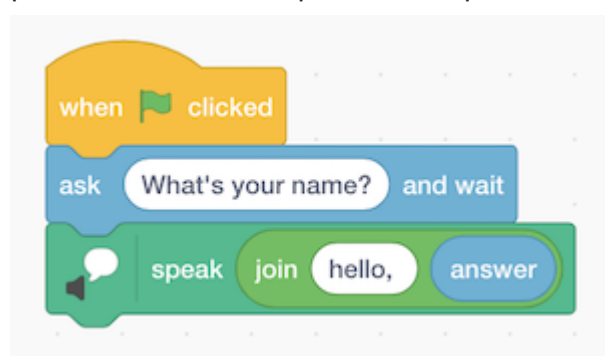 when clicked
ask What's your name? and wait
speak join hello, answer